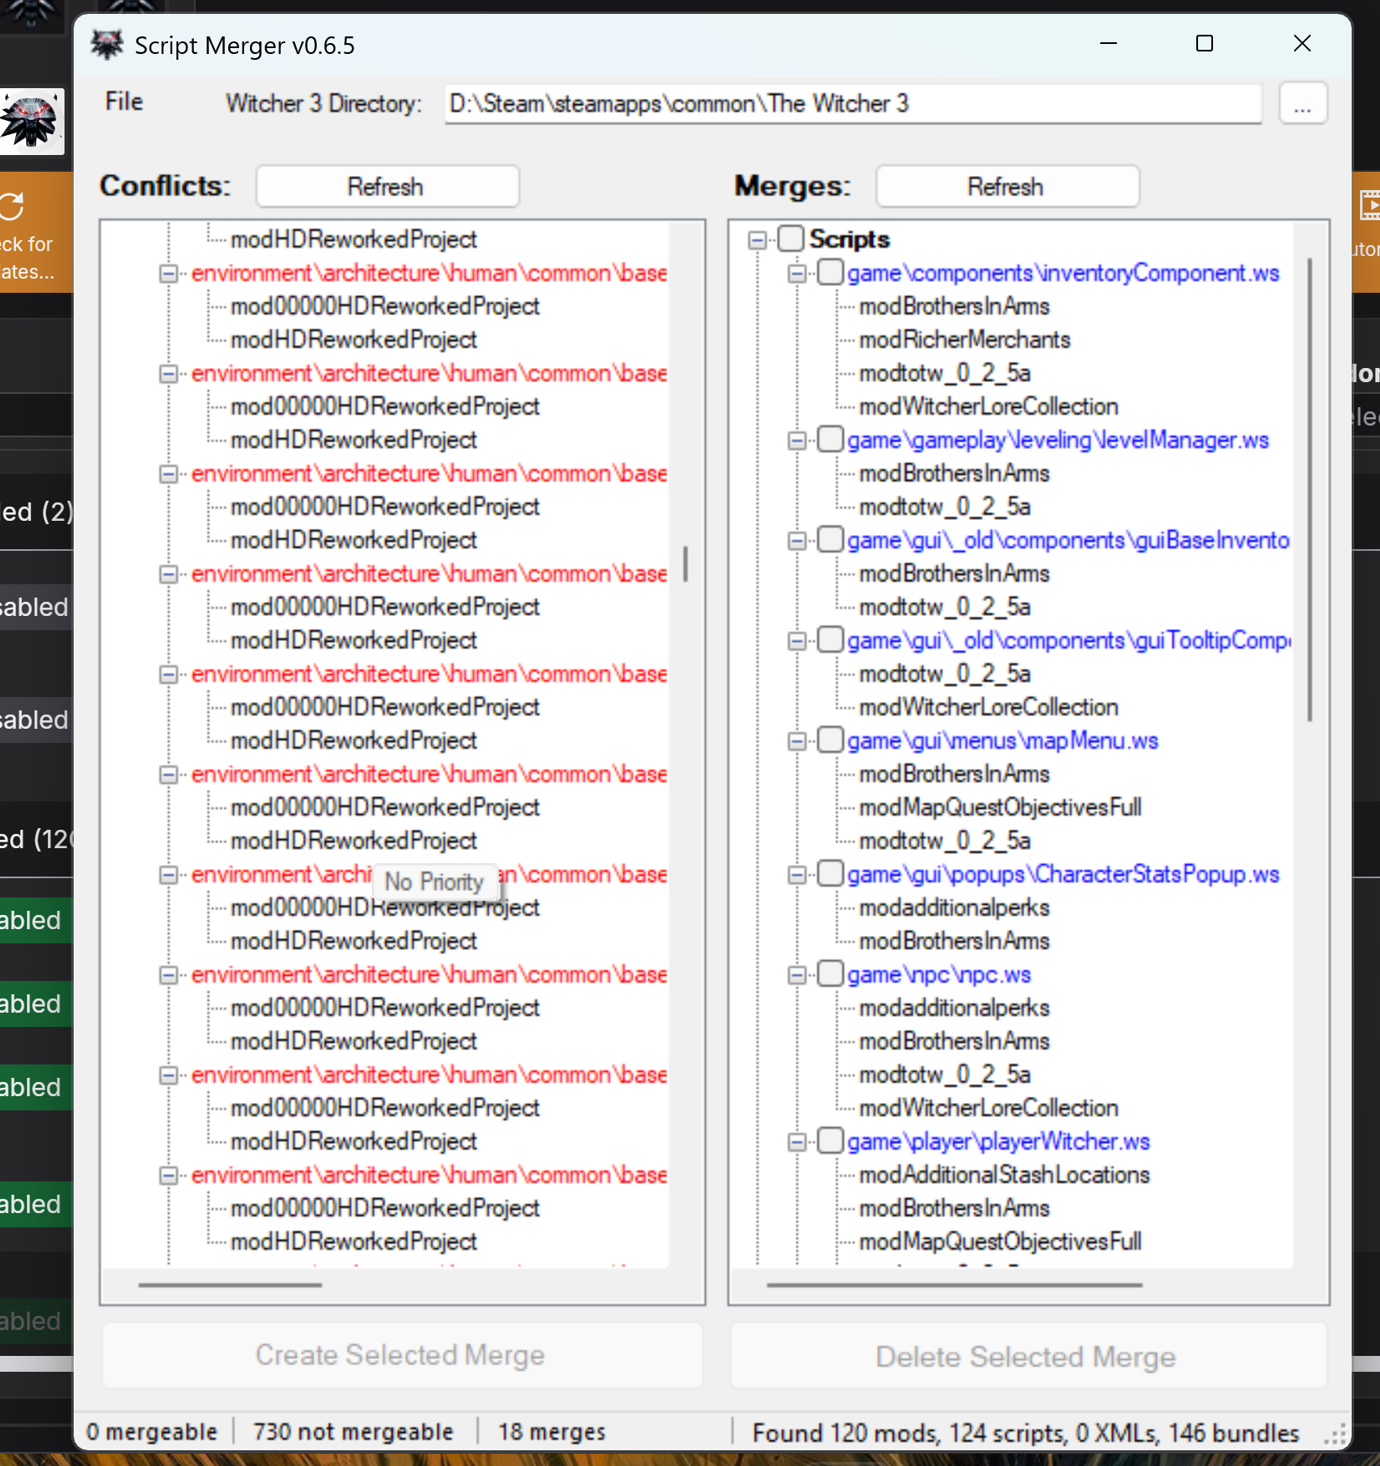 Script Merger v0.6.5
File
Witcher 3 Directory:
D:\Steam\steamapps\common\The Witcher 3
...
Conflicts:
Refresh
modHDReworkedProject
environment\architecture\human\common\base
mod00000HDReworkedProject
modHDReworkedProject
environment\architecture\human\common\base
mod00000HDReworkedProject
modHDReworkedProject
environment\architecture\human\common\base
mod00000HDReworkedProject
modHDReworkedProject
environment\architecture\human\common\base
mod00000HDReworkedProject
modHDReworkedProject
environment\architecture\human\common\base
mod00000HDReworkedProject
modHDReworkedProject
environment\architecture\human\common\base
mod00000HDReworkedProject
modHDReworkedProject
environment\archi
No Priority
an\common\base
mod00000HDReworkedProject
modHDReworkedProject
environment\architecture\human\common\base
mod00000HDReworkedProject
modHDReworkedProject
environment\architecture\human\common\base
mod00000HDReworkedProject
modHDReworkedProject
environment\architecture\human\common\base
mod00000HDReworkedProject
modHDReworkedProject
Create Selected Merge
Merges:
Refresh
Scripts
game\components\inventoryComponent.ws
modBrothersInArms
modRicherMerchants
modtotw_0_2_5a
modWitcherLoreCollection
game\gameplay\leveling\levelManager.ws
modBrothersInArms
modtotw_0_2_5a
game\gui\_old\components\guiBaseInvento
modBrothersInArms
modtotw_0_2_5a
game\gui\_old\components\guiTooltipComp
modtotw_0_2_5a
modWitcherLoreCollection
game\gui\menus\mapMenu.ws
modBrothersInArms
modMapQuestObjectivesFull
modtotw_0_2_5a
game\gui\popups\CharacterStatsPopup.ws
modadditionalperks
modBrothersInArms
game\npc\npc.ws
modadditionalperks
modBrothersInArms
modtotw_0_2_5a
modWitcherLoreCollection
game\player\playerWitcher.ws
modAdditionalStashLocations
modBrothersInArms
modMapQuestObjectivesFull
Delete Selected Merge
0 mergeable
730 not mergeable
18 merges
Found 120 mods, 124 scripts, 0 XMLs, 146 bundles
ck for
ates...
led (2)
sabled
sabled
ed (120
abled
abled
abled
abled
abled